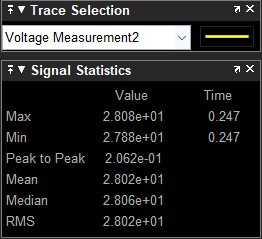 Trace Selection
Voltage Measurement2
Signal Statistics
Value Time
Max 2.808e+01 0.247
Min 2.788e+01 0.247
Peak to Peak 2.062e-01
Mean 2.802e+01
Median 2.806e+01
RMS 2.802e+01